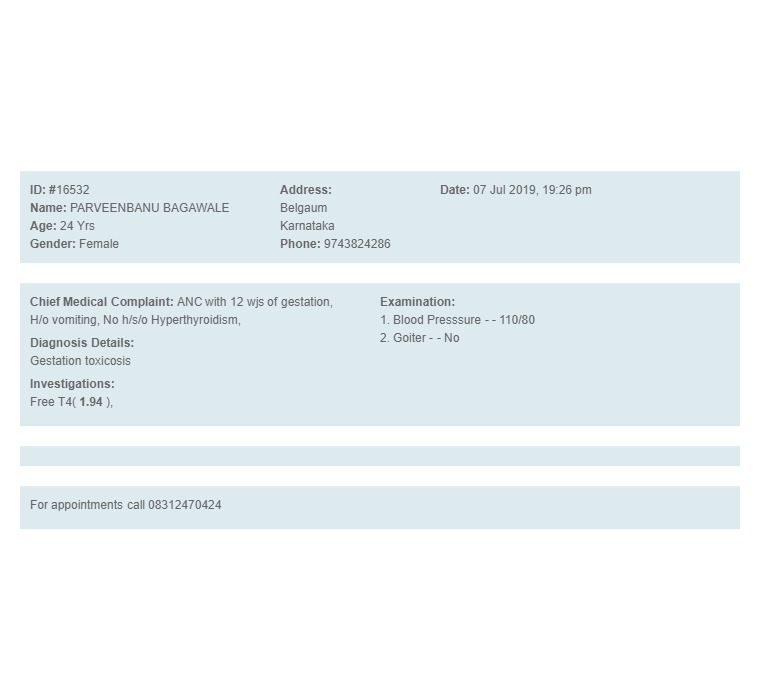 ID: #16532
Name: PARVEENBANU BAGAWALE
Age: 24 Yrs
Gender: Female
Address:
Belgaum
Karnataka
Phone: 9743824286
Date: 07 Jul 2019, 19:26 pm
Chief Medical Complaint: ANC with 12 wjs of gestation,
H/o vomiting, No h/s/o Hyperthyroidism,
Diagnosis Details:
Gestation toxicosis
Investigations:
Free T4( 1.94 ),
Examination:
1. Blood Presssure - - 110/80
2. Goiter - - No
For appointments call 08312470424